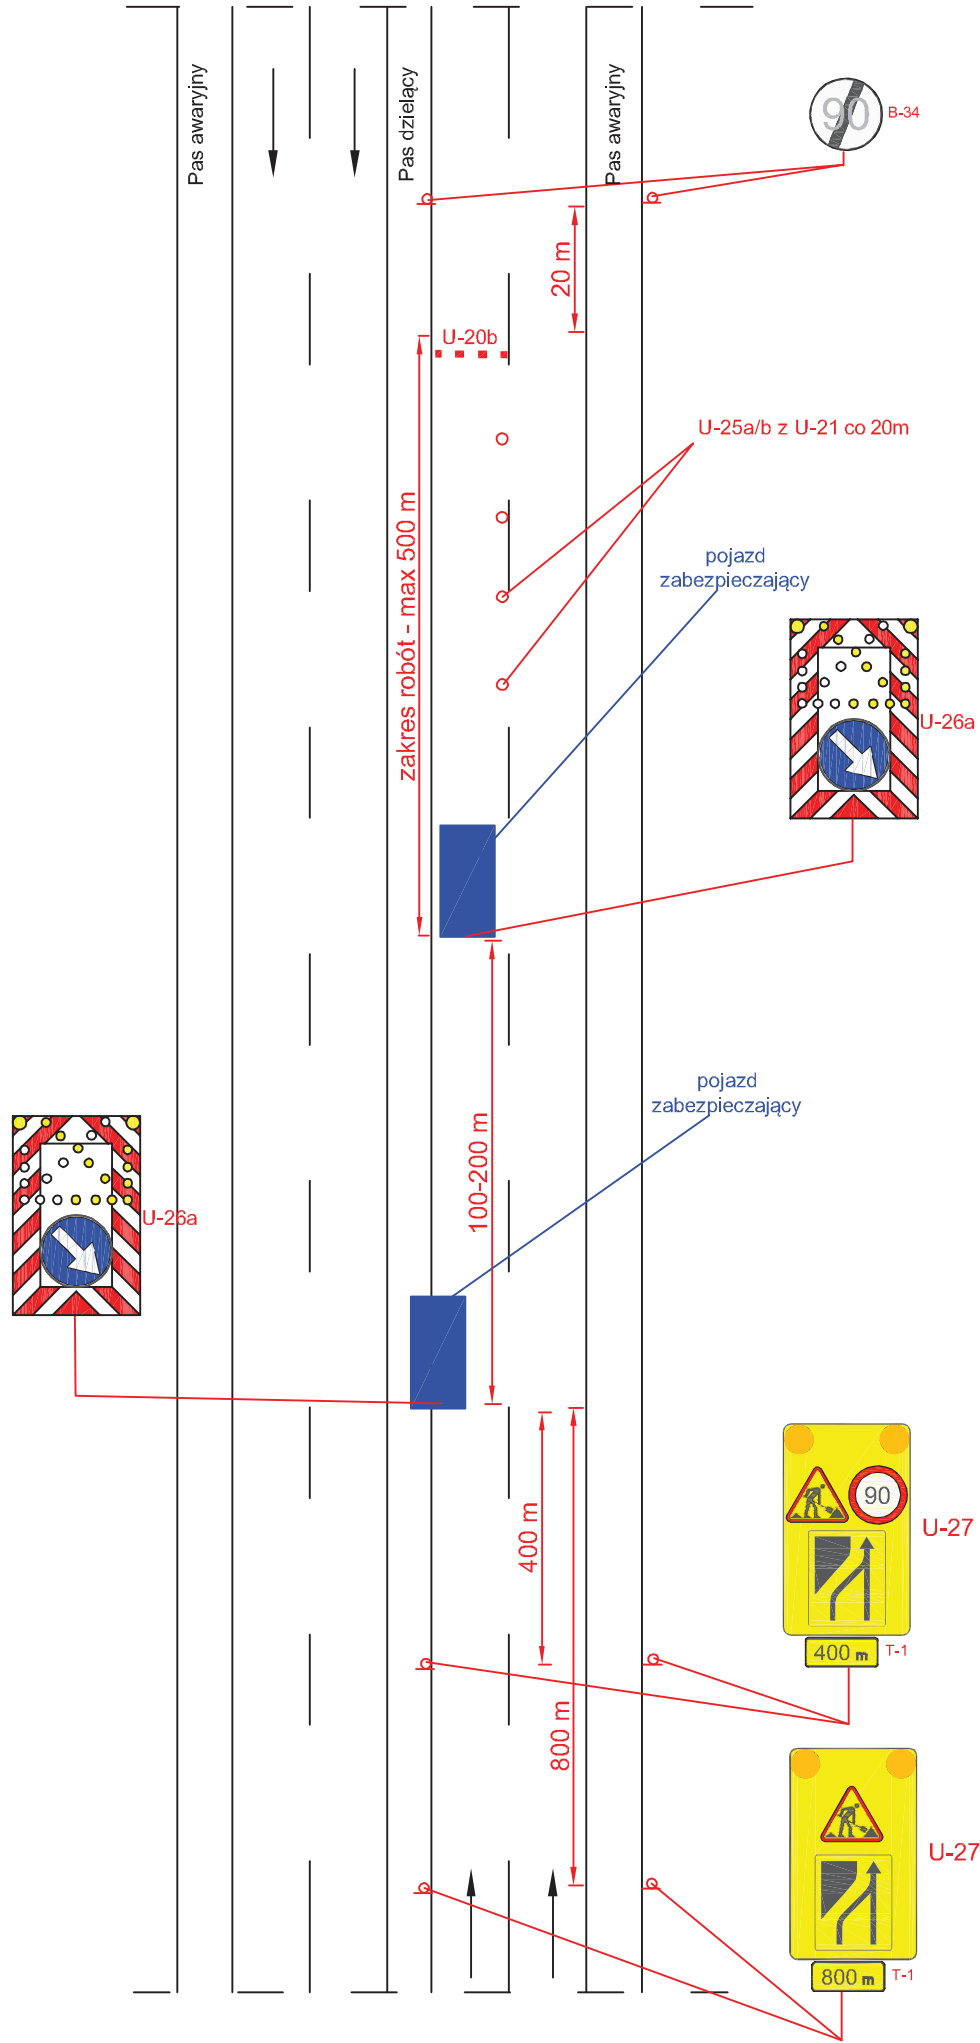 Pas awaryjny
Pas dzielący
Pas awaryjny
90
B-34
20 m
U-20b
U-25a/b z U-21 co 20m
zakres robót - max 500 m
pojazd
zabezpieczający
U-26a
pojazd
zabezpieczający
100-200 m
U-26a
90
U-27
400 m
400 m
T-1
800 m
U-27
800 m
T-1